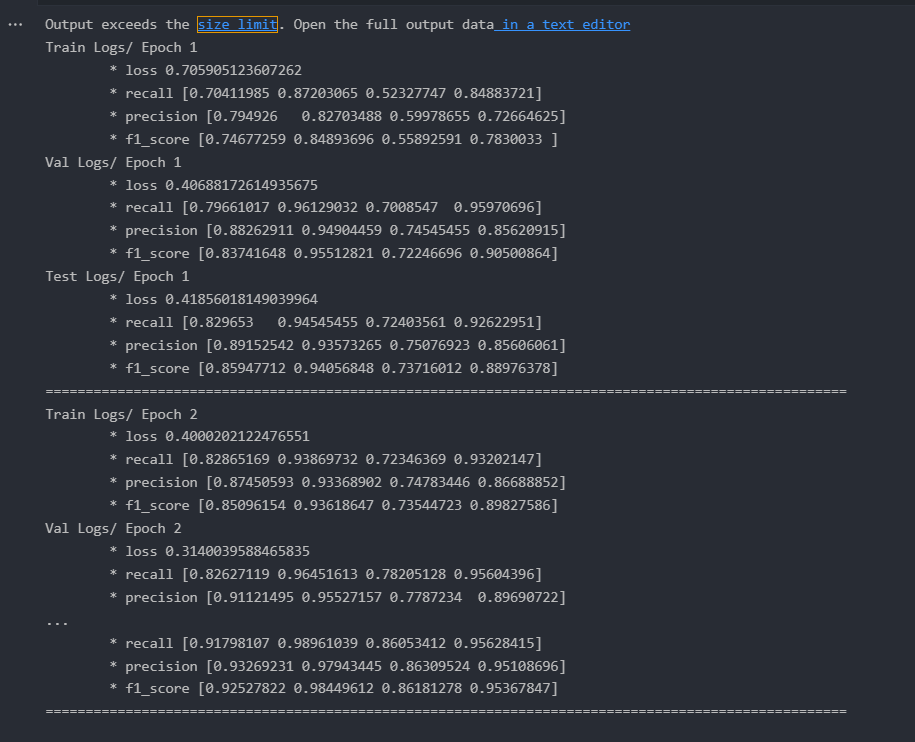 ... Output exceeds the size limit. Open the full output data in a text editor
Train Logs/ Epoch 1
        * loss 0.705905123607262
        * recall [0.70411985 0.87203065 0.52327747 0.84883721]
        * precision [0.794926   0.82703488 0.59978655 0.72664625]
        * f1_score [0.74677259 0.84893696 0.55892591 0.7830033 ]
Val Logs/ Epoch 1
        * loss 0.40688172614935675
        * recall [0.79661017 0.96129032 0.7008547  0.95970696]
        * precision [0.88262911 0.94904459 0.74545455 0.85620915]
        * f1_score [0.83741648 0.95512821 0.72246696 0.90500864]
Test Logs/ Epoch 1
        * loss 0.41856018149039964
        * recall [0.829653   0.94545455 0.72403561 0.92622951]
        * precision [0.89152542 0.93573265 0.75076923 0.85606061]
        * f1_score [0.85947712 0.94056848 0.73716012 0.88976378]
====================================================================================================
Train Logs/ Epoch 2
        * loss 0.4000202122476551
        * recall [0.82865169 0.93869732 0.72346369 0.93202147]
        * precision [0.87450593 0.93368902 0.74783446 0.86688852]
        * f1_score [0.85096154 0.93618647 0.73544723 0.89827586]
Val Logs/ Epoch 2
        * loss 0.3140039588465835
        * recall [0.82627119 0.96451613 0.78205128 0.95604396]
        * precision [0.91121495 0.95527157 0.7787234  0.89690722]
...
        * recall [0.91798107 0.98961039 0.86053412 0.95628415]
        * precision [0.93269231 0.97943445 0.86309524 0.95108696]
        * f1_score [0.92527822 0.98449612 0.86181278 0.95367847]
====================================================================================================